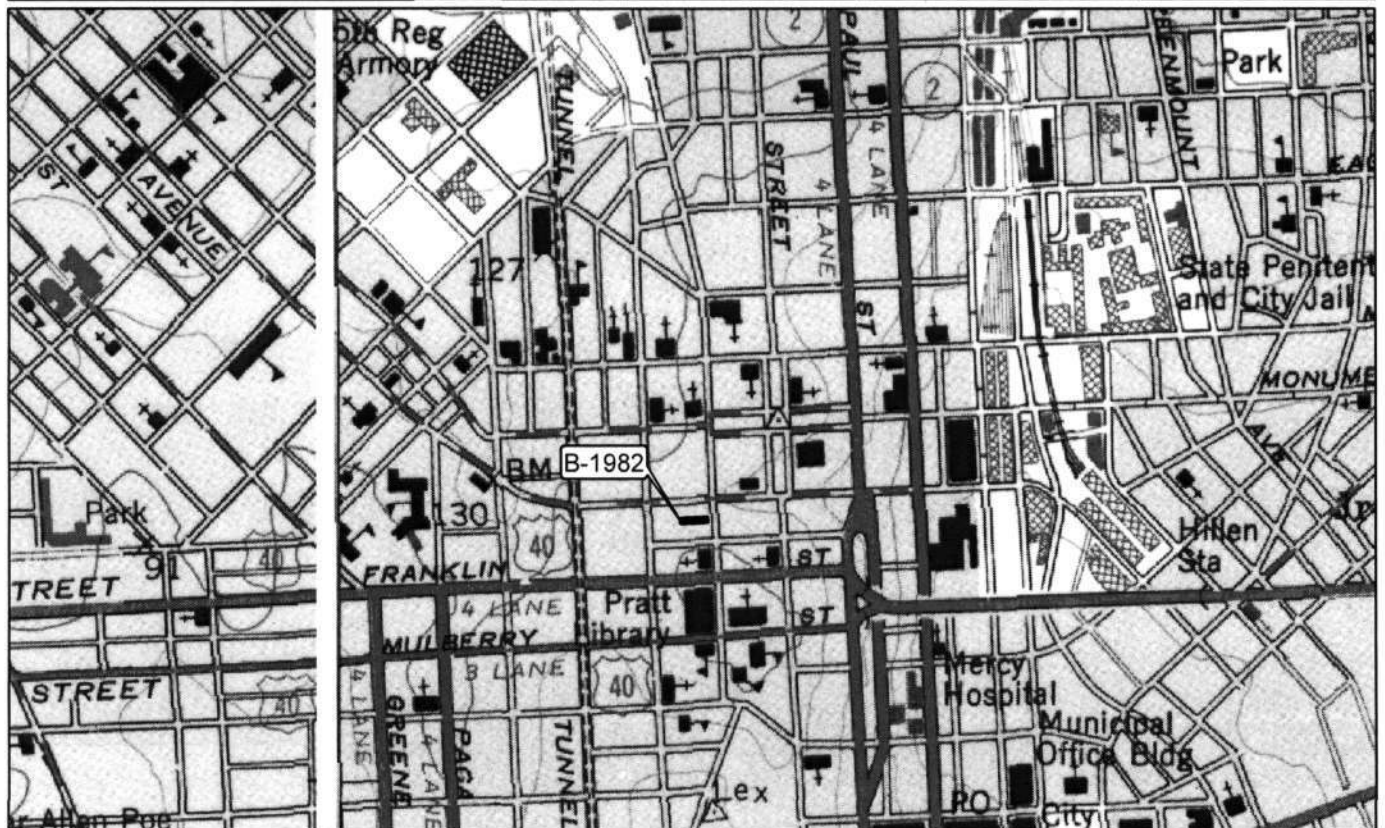 5th Reg
Armory
TUNNEL
2
PAUL
4 LANE
2
Park
ST
AVENUE
STREET
4 LANE
127
ST
State Peniten
and City Jail
MONUME
AVE
BM
B-1982
130
40
Park
91
40
Hillen
Sta
FRANKLIN
ST
TREET
4 LANE
Pratt
Library
ST
MULBERRY
3 LANE
40
STREET
40
4 LANE
GREENE
4 LANE
PACA
TUNNEL
Mercy
Hospital
Municipal
Office Bldg
Lex
PO
City
r Allen Poe